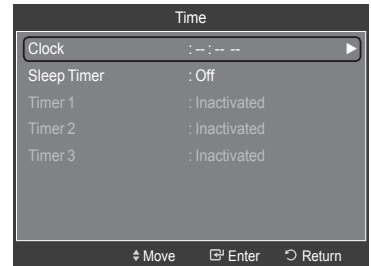 Time
Clock : -- : -- -- ►
Sleep Timer : Off
Timer 1 : Inactivated
Timer 2 : Inactivated
Timer 3 : Inactivated
Move Enter Return